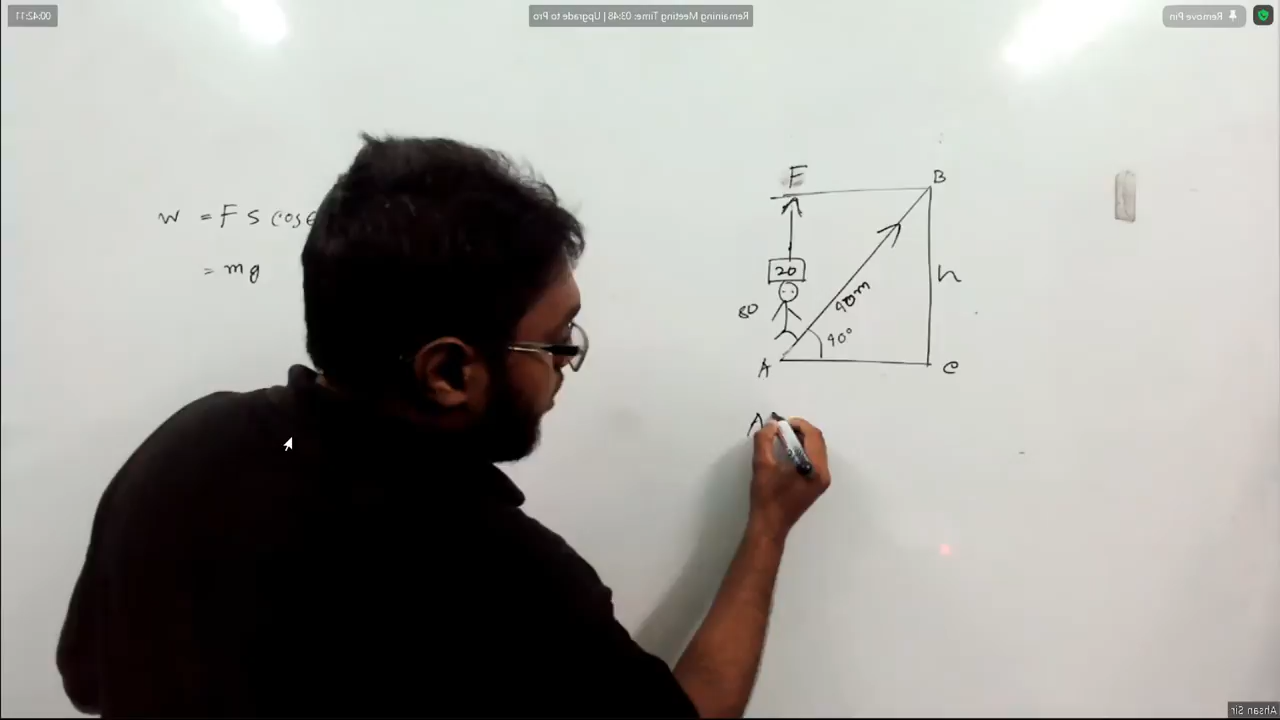 00:42:11
Remaining Meeting Time: 03:48 | Upgrade to Pro
Remove Pin
F
B
W = F S cosθ
= mg
20
h
40m
80
40°
A
C
A
Ahsan Sir